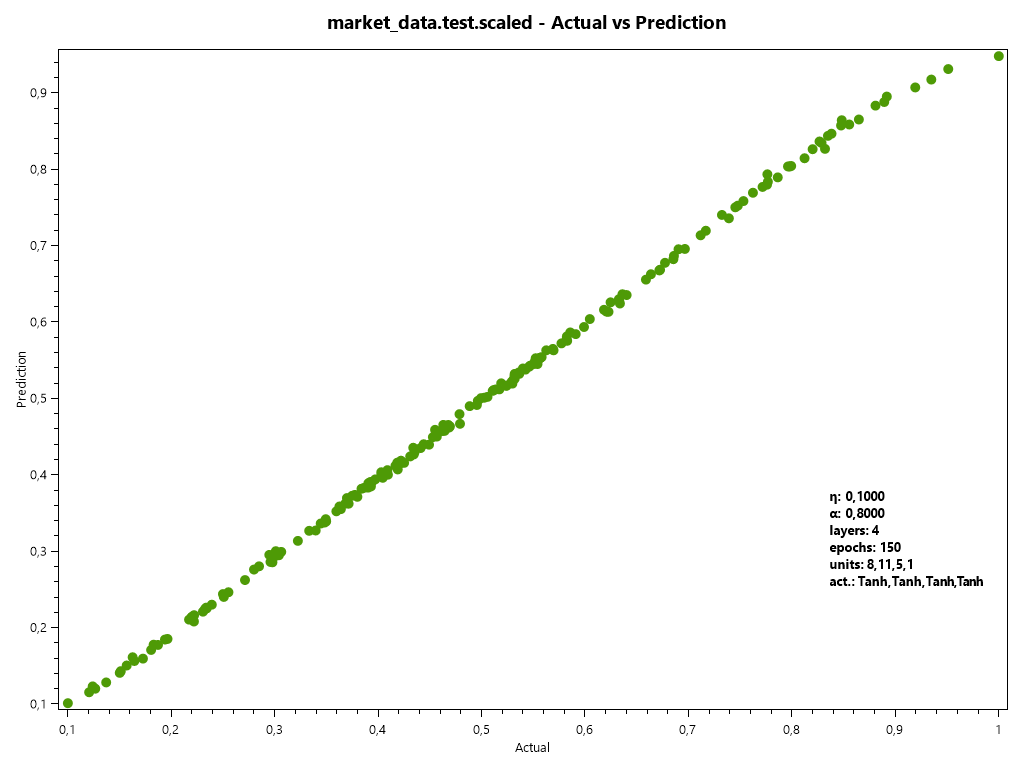 market_data.test.scaled - Actual vs Prediction
Prediction
0,9
0,8
0,7
0,6
0,5
0,4
0,3
0,2
0,1
η: 0,1000
α: 0,8000
layers: 4
epochs: 150
units: 8,11,5,1
act.: Tanh,Tanh,Tanh,Tanh
0,1 0,2 0,3 0,4 0,5 0,6 0,7 0,8 0,9 1
Actual